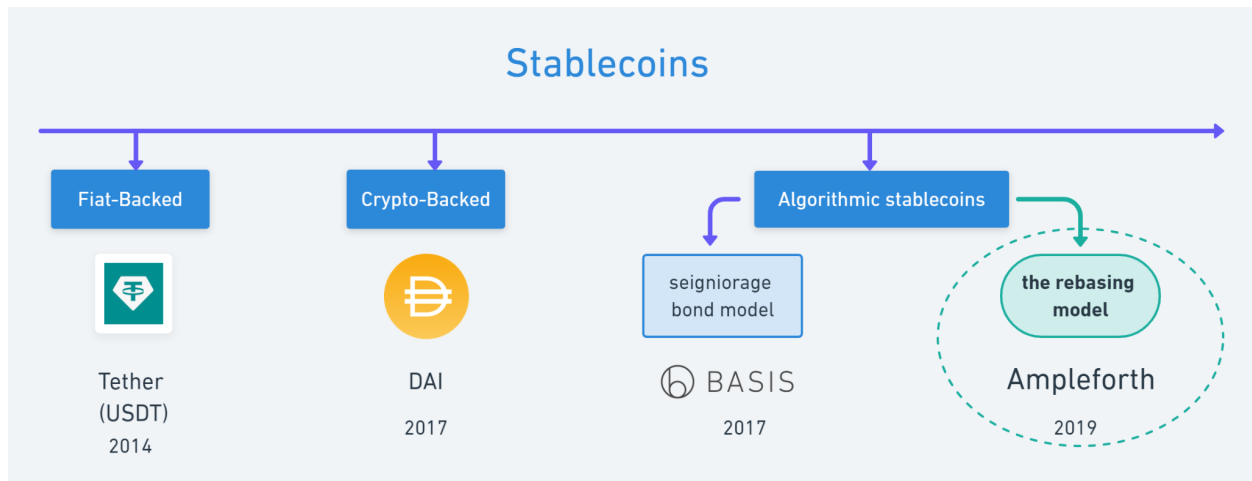 Stablecoins
Fiat-Backed
Crypto-Backed
Algorithmic stablecoins
seigniorage
bond model
the rebasing
model
Tether
(USDT)
2014
DAI
2017
BASIS
2017
Ampleforth
2019